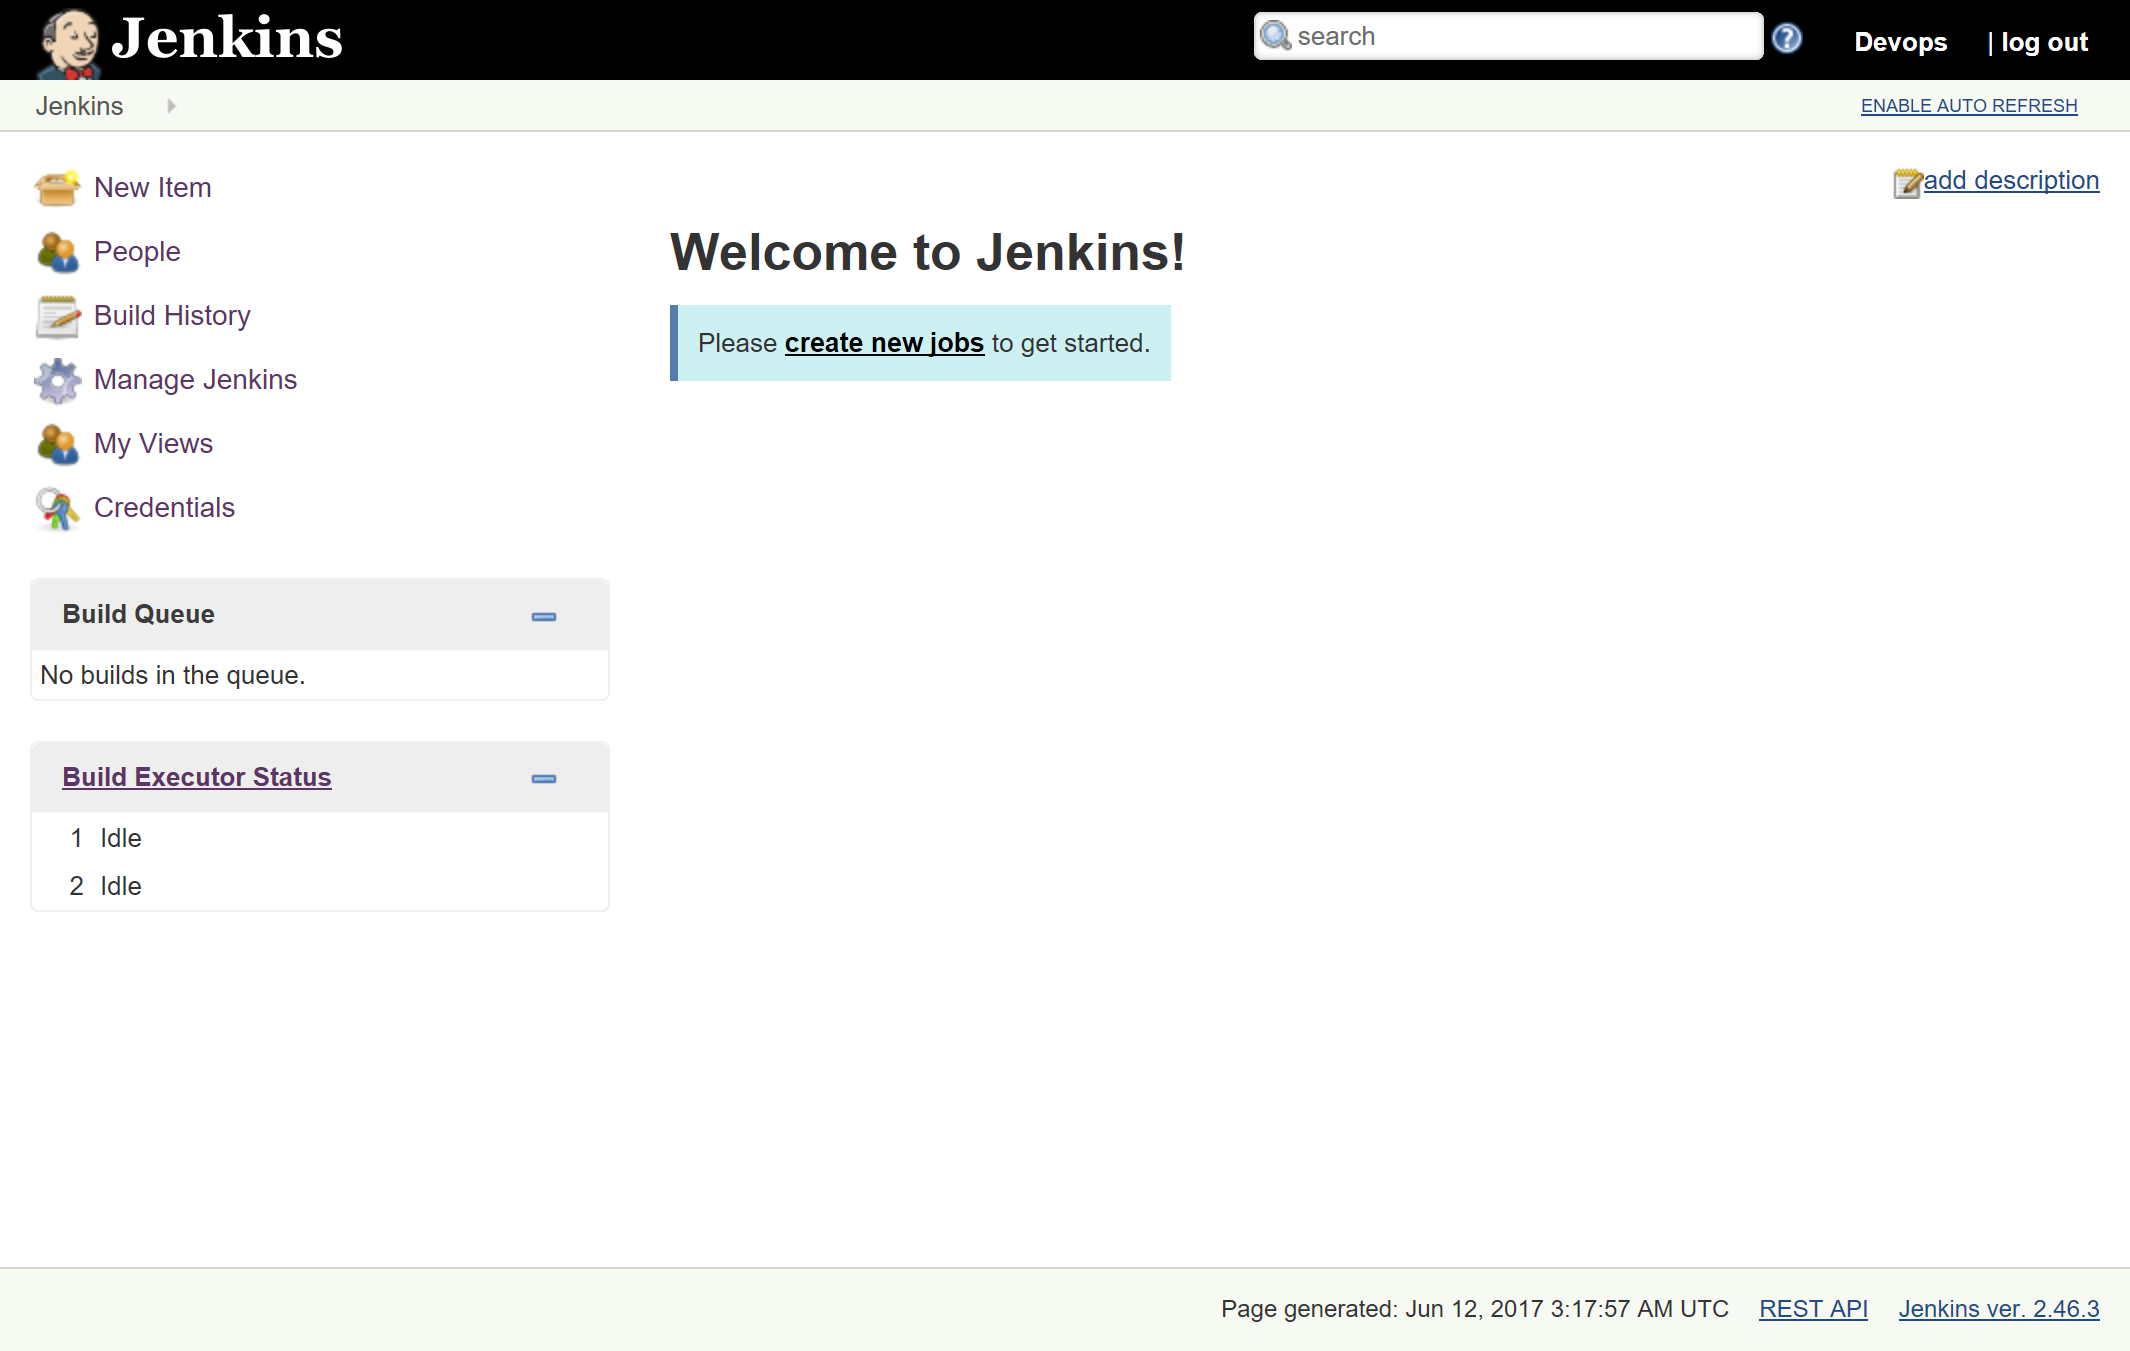 Jenkins
search
Devops | log out
Jenkins
ENABLE AUTO REFRESH
New Item
People
Build History
Manage Jenkins
My Views
Credentials
Build Queue
No builds in the queue.
Build Executor Status
1 Idle
2 Idle
add description
Welcome to Jenkins!
Please create new jobs to get started.
Page generated: Jun 12, 2017 3:17:57 AM UTC REST API Jenkins ver. 2.46.3